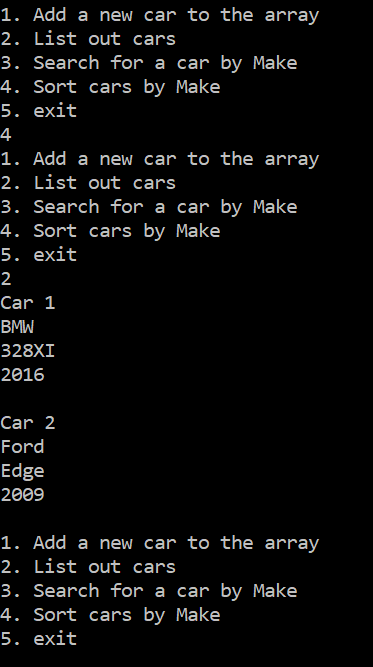 1. Add a new car to the array
2. List out cars
3. Search for a car by Make
4. Sort cars by Make
5. exit
4
1. Add a new car to the array
2. List out cars
3. Search for a car by Make
4. Sort cars by Make
5. exit
2
Car 1
BMW
328XI
2016
Car 2
Ford
Edge
2009
1. Add a new car to the array
2. List out cars
3. Search for a car by Make
4. Sort cars by Make
5. exit